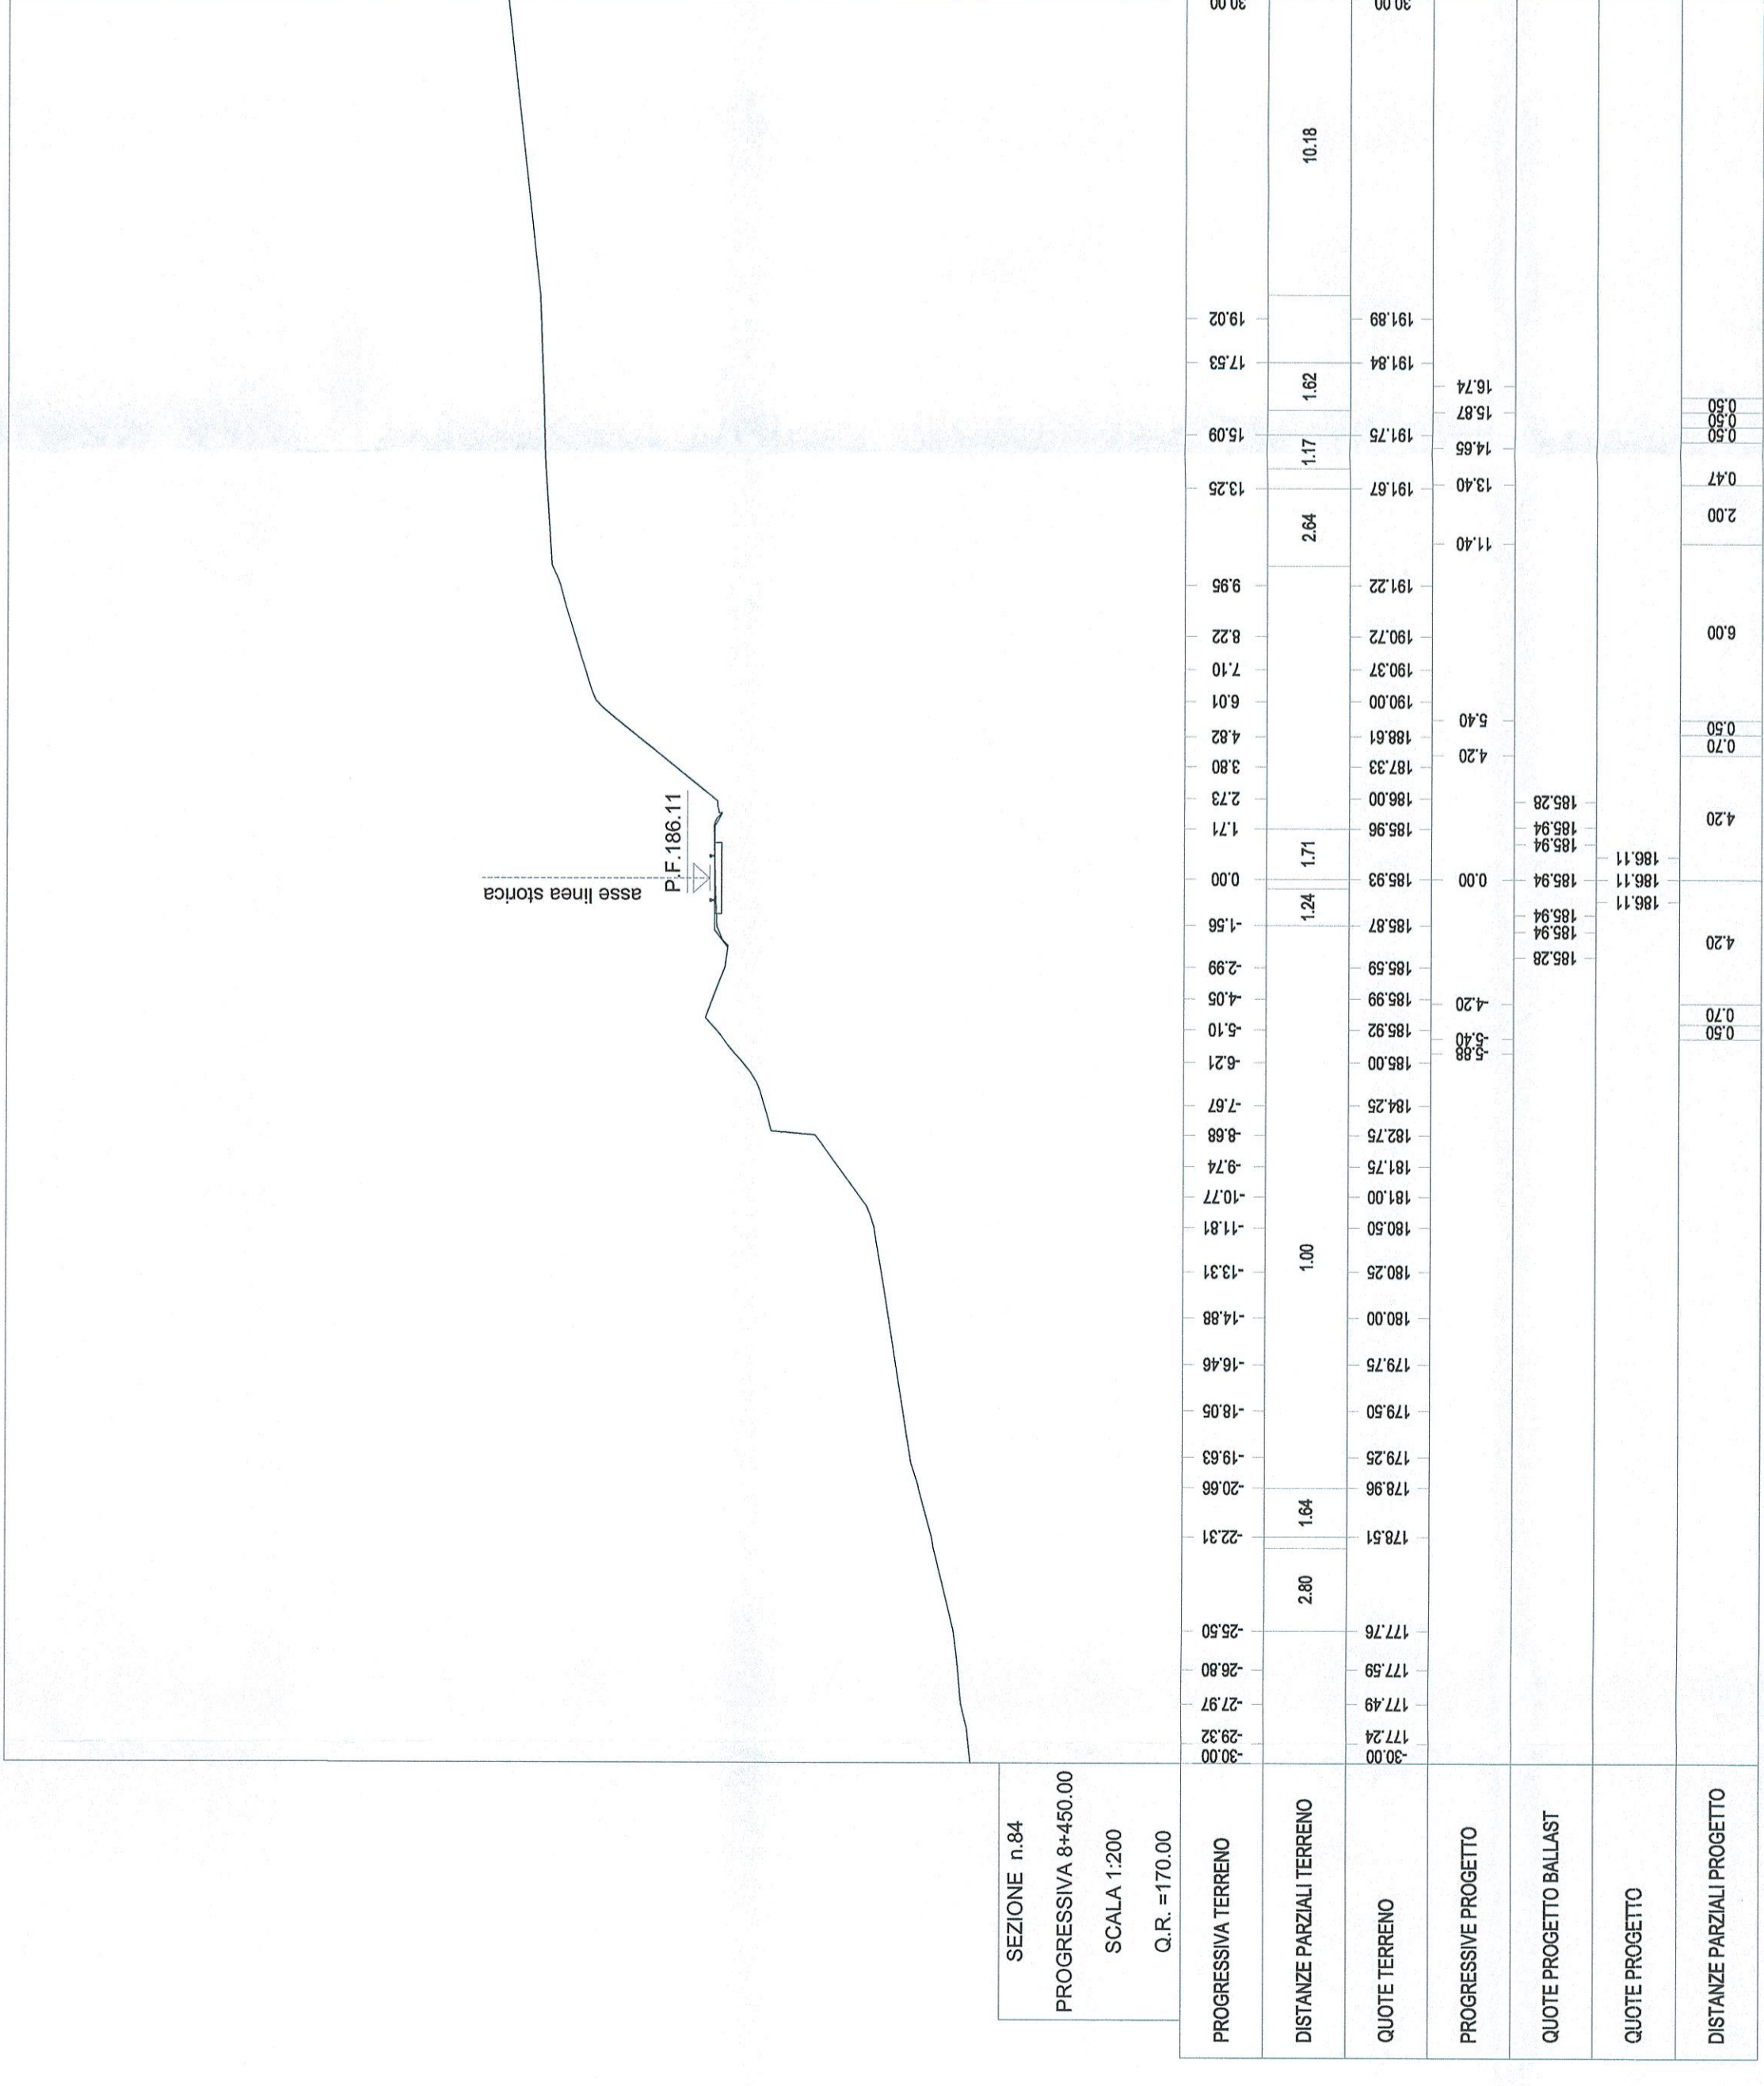 asse linea storica
P.F.186.11
SEZIONE n.84
PROGRESSIVA 8+450.00
SCALA 1:200
Q.R. =170.00
PROGRESSIVA TERRENO
-30.00 -29.32 -27.97 -26.80 -25.50 -22.31 -20.66 -19.63 -18.05 -16.46 -14.88 -13.31 -11.81 -10.77 -9.74 -8.68 -7.67 -6.21 -5.10 -4.05 -2.99 -1.56 0.00 1.71 2.73 3.80 4.82 6.01 7.10 8.22 9.95 13.25 15.09 17.53 19.02 30.00
DISTANZE PARZIALI TERRENO
2.80 1.64 1.00 1.24 1.71 2.64 1.17 1.62 10.18
QUOTE TERRENO
-30.00 177.24 177.49 177.59 177.76 178.51 178.96 179.25 179.50 179.75 180.00 180.25 180.50 181.00 181.75 182.75 184.25 185.00 185.92 185.99 185.59 185.87 185.93 185.96 186.00 187.33 188.61 190.00 190.37 190.72 191.22 191.67 191.75 191.84 191.89 30.00
PROGRESSIVE PROGETTO
-5.88 -5.40 -4.20 0.00 4.20 5.40 11.40 13.40 14.65 15.87 16.74
QUOTE PROGETTO BALLAST
185.28 185.94 185.94 185.94 185.94 185.94 185.28
QUOTE PROGETTO
186.11 186.11 186.11
DISTANZE PARZIALI PROGETTO
0.50 0.70 4.20 4.20 0.70 0.50 6.00 2.00 0.47 0.50 0.50 0.50